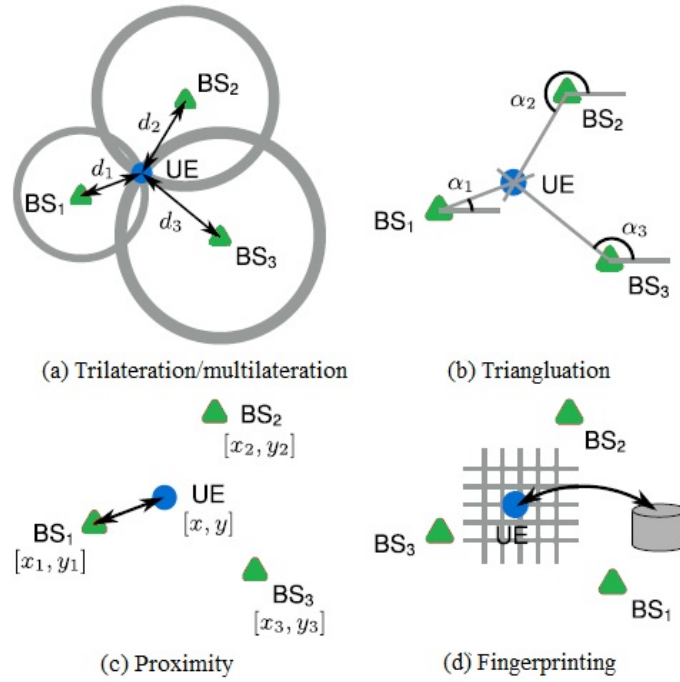 BS₂
d₂
d₁
UE
BS₁
d₃
BS₃
(a) Trilateration/multilateration
α₂
BS₂
α₁
UE
BS₁
α₃
BS₃
(b) Triangluation
BS₂
[x₂, y₂]
UE
BS₁
[x, y]
[x₁, y₁]
BS₃
[x₃, y₃]
(c) Proximity
BS₂
BS₃
UE
BS₁
(d) Fingerprinting